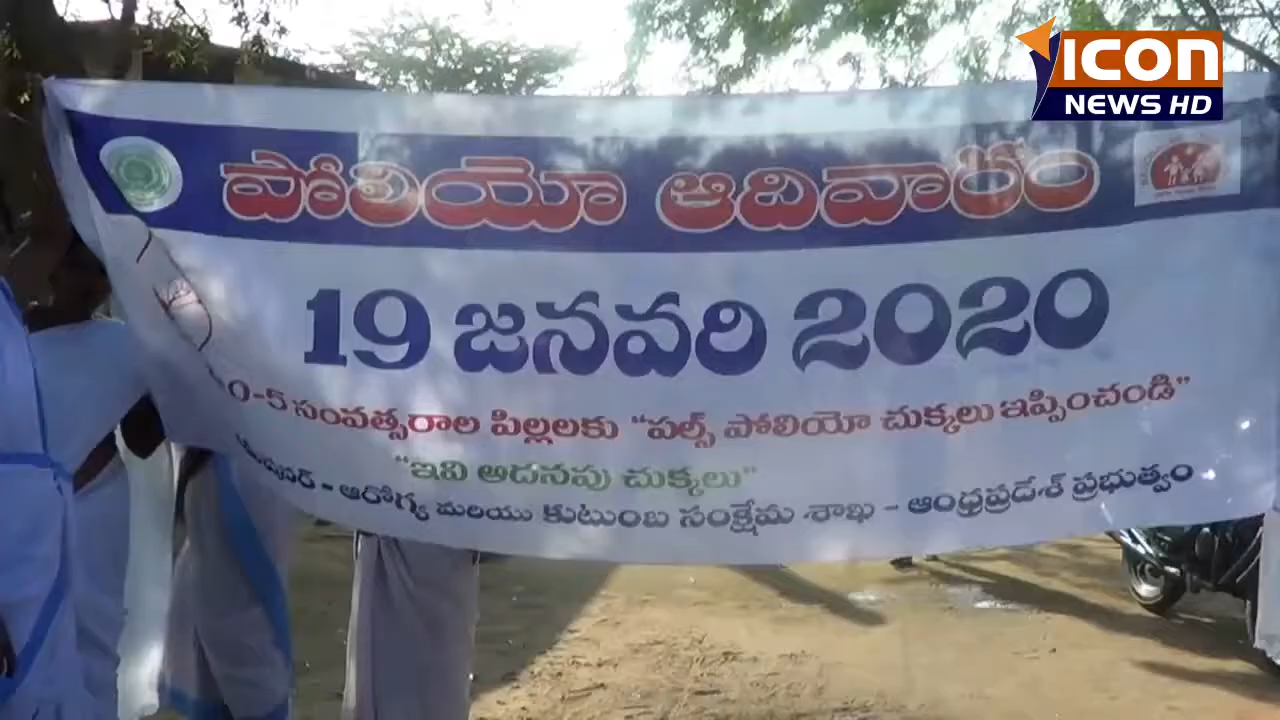 ICON
NEWS HD
పోలియో ఆదివారం
19 జనవరి 2020
0-5 సంవత్సరాల పిల్లలకు "పల్స్ పోలియో చుక్కలు ఇప్పించండి"
"ఇవి అదనపు చుక్కలు"
- ఆరోగ్య మరియు కుటుంబ సంక్షేమ శాఖ - ఆంధ్రప్రదేశ్ ప్రభుత్వం